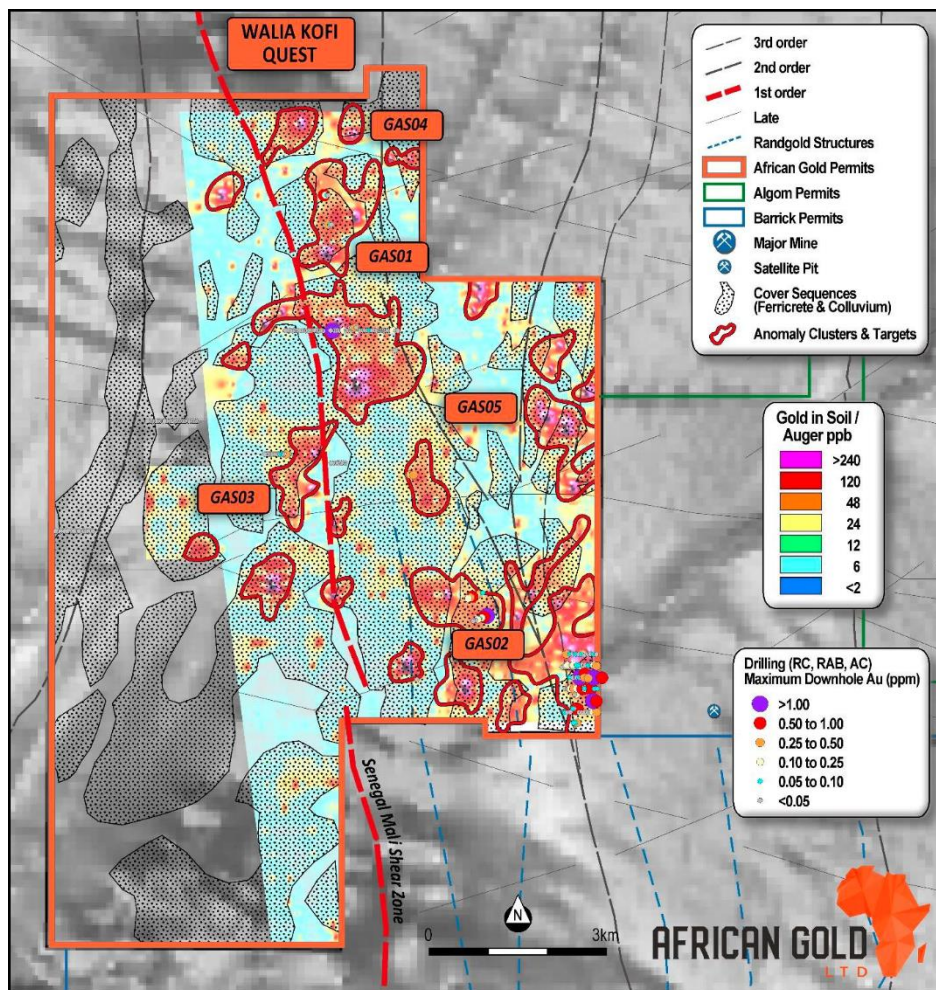 WALIA KOFI
QUEST
GAS04
GAS01
GAS05
GAS03
GAS02
Senegal Mali Shear Zone
3rd order
2nd order
1st order
Late
Randgold Structures
African Gold Permits
Algom Permits
Barrick Permits
Major Mine
Satellite Pit
Cover Sequences
(Ferricrete & Colluvium)
Anomaly Clusters & Targets
Gold in Soil /
Auger ppb
>240
120
48
24
12
6
<2
Drilling (RC, RAB, AC)
Maximum Downhole Au (ppm)
>1.00
0.50 to 1.00
0.25 to 0.50
0.10 to 0.25
0.05 to 0.10
<0.05
N
0 3km
AFRICAN GOLD
LTD